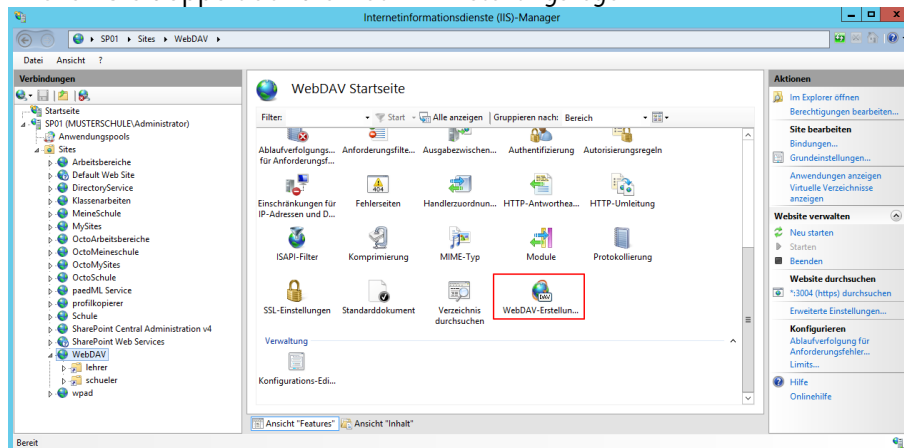 Internetinformationsdienste (IIS)-Manager
SP01 Sites WebDAV
Datei Ansicht ?
Verbindungen
Startseite
SP01 (MUSTERSCHULE\Administrator)
Anwendungspools
Sites
Arbeitsbereiche
Default Web Site
DirectoryService
Klassenarbeiten
MeineSchule
MySites
OctoArbeitsbereiche
OctoMeineschule
OctoMySites
OctoSchule
paedML Service
profilkopierer
Schule
SharePoint Central Administration v4
SharePoint Web Services
WebDAV
lehrer
schueler
wpad
WebDAV Startseite
Filter: Start Alle anzeigen Gruppieren nach: Bereich
Ablaufverfolgungs... Anforderungsfilte... Ausgabezwischen... Authentifizierung Autorisierungsregeln
für Anforderungsf...
Einschränkungen für Fehlerseiten Handlerzuordnun... HTTP-Antworthea... HTTP-Umleitung
IP-Adressen und D...
ISAPI-Filter Komprimierung MIME-Typ Module Protokollierung
SSL-Einstellungen Standarddokument Verzeichnis WebDAV-Erstellun...
durchsuchen
Verwaltung
Konfigurations-Edi...
Ansicht "Features" Ansicht "Inhalt"
Aktionen
Im Explorer öffnen
Berechtigungen bearbeiten...
Site bearbeiten
Bindungen...
Grundeinstellungen...
Anwendungen anzeigen
Virtuelle Verzeichnisse
anzeigen
Website verwalten
Neu starten
Starten
Beenden
Website durchsuchen
*:3004 (https) durchsuchen
Erweiterte Einstellungen...
Konfigurieren
Ablaufverfolgung für
Anforderungsfehler...
Limits...
Hilfe
Onlinehilfe
Bereit